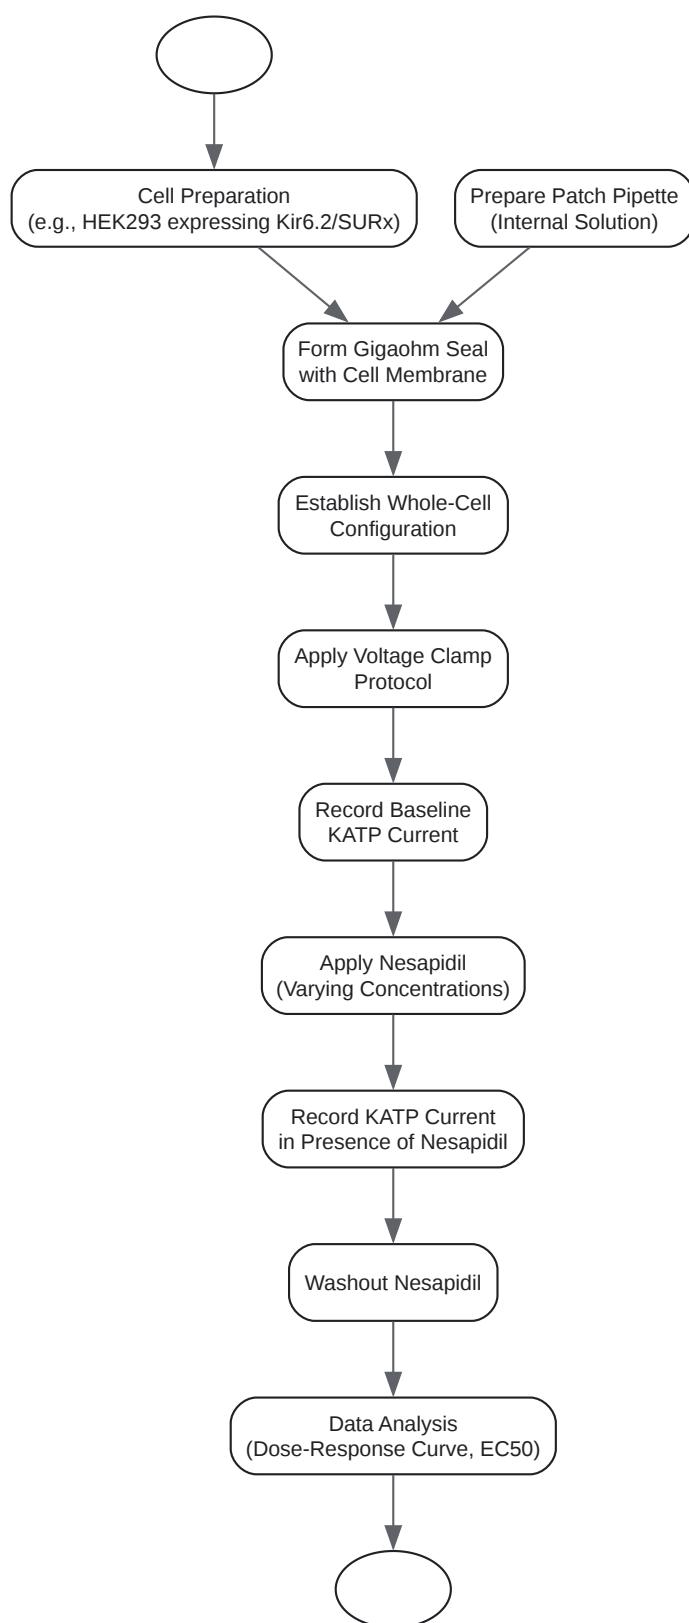 Cell Preparation
(e.g., HEK293 expressing Kir6.2/SURx)
Prepare Patch Pipette
(Internal Solution)
Form Gigaohm Seal
with Cell Membrane
Establish Whole-Cell
Configuration
Apply Voltage Clamp
Protocol
Record Baseline
KATP Current
Apply Nesapidil
(Varying Concentrations)
Record KATP Current
in Presence of Nesapidil
Washout Nesapidil
Data Analysis
(Dose-Response Curve, EC50)